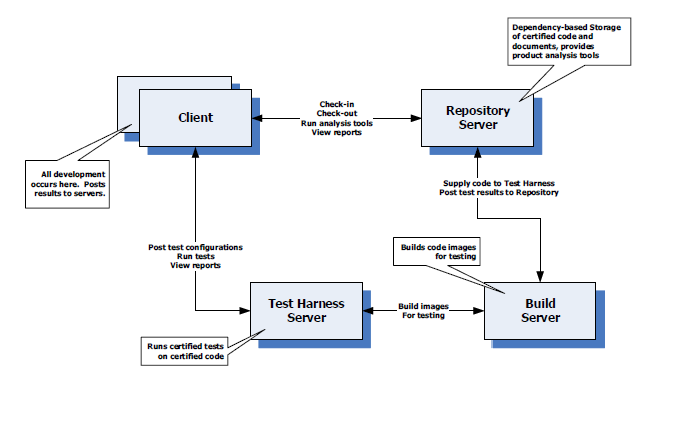 Dependency-based Storage
of certified code and
documents, provides
product analysis tools
Client
Check-in
Check-out
Run analysis tools
View reports
Repository
Server
All development
occurs here.  Posts
results to servers.
Supply code to Test Harness
Post test results to Repository
Post test configurations
Run tests
View reports
Builds code images
for testing
Test Harness
Server
Build images
For testing
Build
Server
Runs certified tests
on certified code